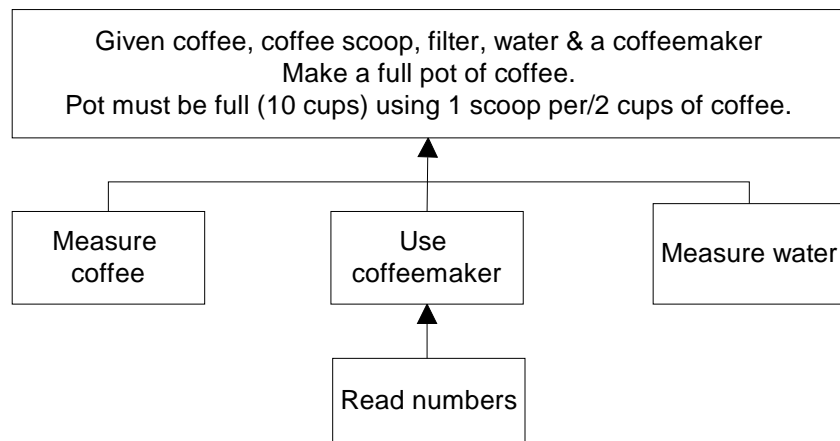 Given coffee, coffee scoop, filter, water & a coffeemaker
Make a full pot of coffee.
Pot must be full (10 cups) using 1 scoop per/2 cups of coffee.
Measure
coffee
Use
coffeemaker
Measure water
Read numbers